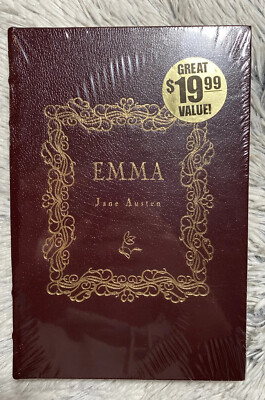 GREAT
$19.99
VALUE!
EMMA
Jane Austen